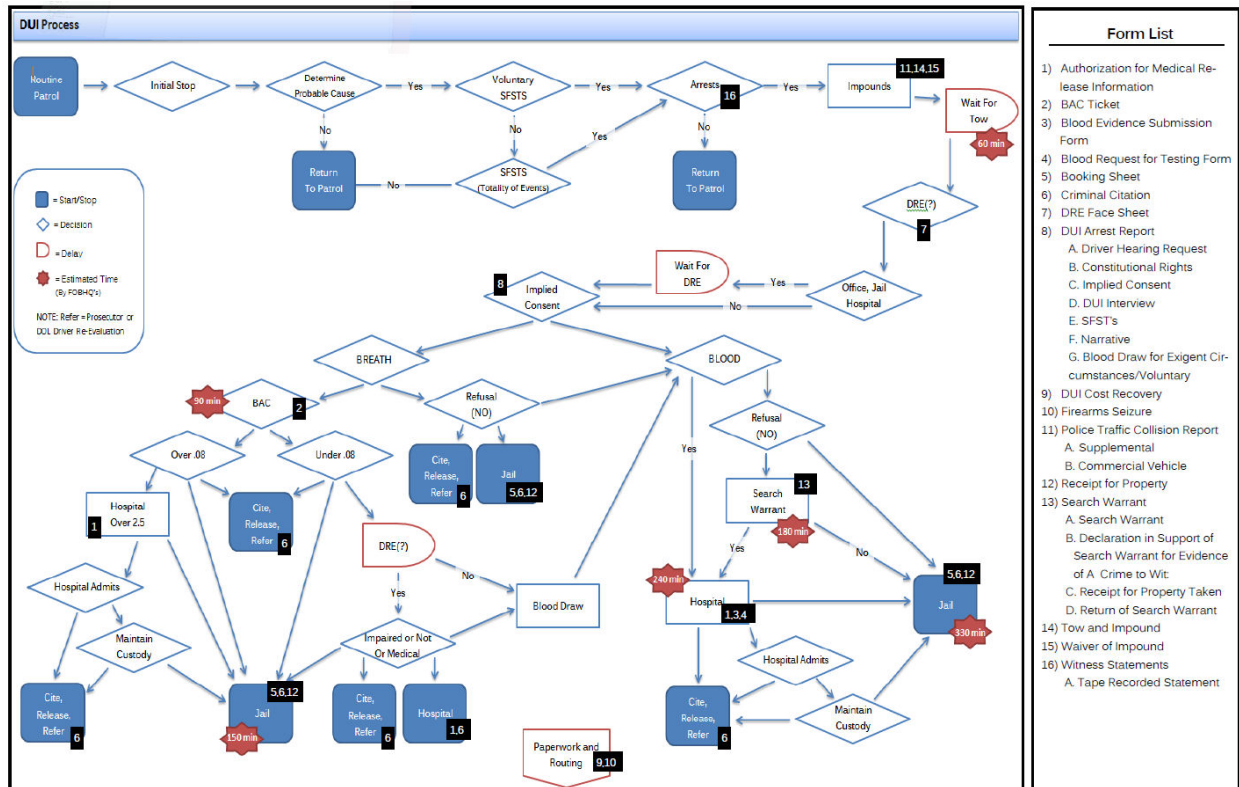 DUI Process
Routine
Patrol
Initial Stop
Determine
Probable Cause
Yes
Voluntary
SFSTS
Yes
Arrests
16
Yes
11,14,15
Impounds
Wait For
Tow
60 min
No
No
Yes
No
Return
To Patrol
No
SFSTS
(Totality of Events)
Return
To Patrol
DRE(?)
7
= Start/Stop
= Decision
= Delay
= Estimated Time
(By FOBHQ's)
NOTE: Refer = Prosecutor or
DOL Driver Re-Evaluation
8
Implied
Consent
Wait For
DRE
Yes
No
Office, Jail
Hospital
BREATH
BLOOD
90 min
BAC
2
Refusal
(NO)
Refusal
(NO)
Yes
Over .08
Under .08
Cite,
Release,
Refer
6
Jail
5,6,12
13
Search
Warrant
180 min
Hospital
Over 2.5
1
Cite,
Release,
Refer
6
DRE(?)
No
Yes
Yes
No
240 min
Hospital
1,3,4
5,6,12
Jail
330 min
Blood Draw
Hospital Admits
Maintain
Custody
Impaired or Not
Or Medical
Hospital Admits
Maintain
Custody
Cite,
Release,
Refer
6
5,6,12
Jail
150 min
Cite,
Release,
Refer
6
Hospital
1,6
Cite,
Release,
Refer
6
Paperwork and
Routing
9,10
Form List
1) Authorization for Medical Re-
lease Information
2) BAC Ticket
3) Blood Evidence Submission
Form
4) Blood Request for Testing Form
5) Booking Sheet
6) Criminal Citation
7) DRE Face Sheet
8) DUI Arrest Report
A. Driver Hearing Request
B. Constitutional Rights
C. Implied Consent
D. DUI Interview
E. SFST's
F. Narrative
G. Blood Draw for Exigent Cir-
cumstances/Voluntary
9) DUI Cost Recovery
10) Firearms Seizure
11) Police Traffic Collision Report
A. Supplemental
B. Commercial Vehicle
12) Receipt for Property
13) Search Warrant
A. Search Warrant
B. Declaration in Support of
Search Warrant for Evidence
of A Crime to Wit:
C. Receipt for Property Taken
D. Return of Search Warrant
14) Tow and Impound
15) Waiver of Impound
16) Witness Statements
A. Tape Recorded Statement